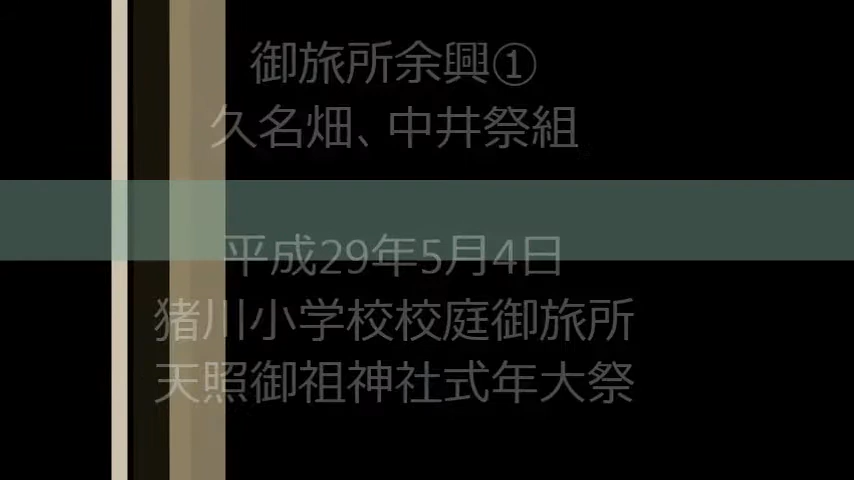 御旅所余興①
久名畑、中井祭組
平成29年5月4日
猪川小学校校庭御旅所
天照御祖神社式年大祭